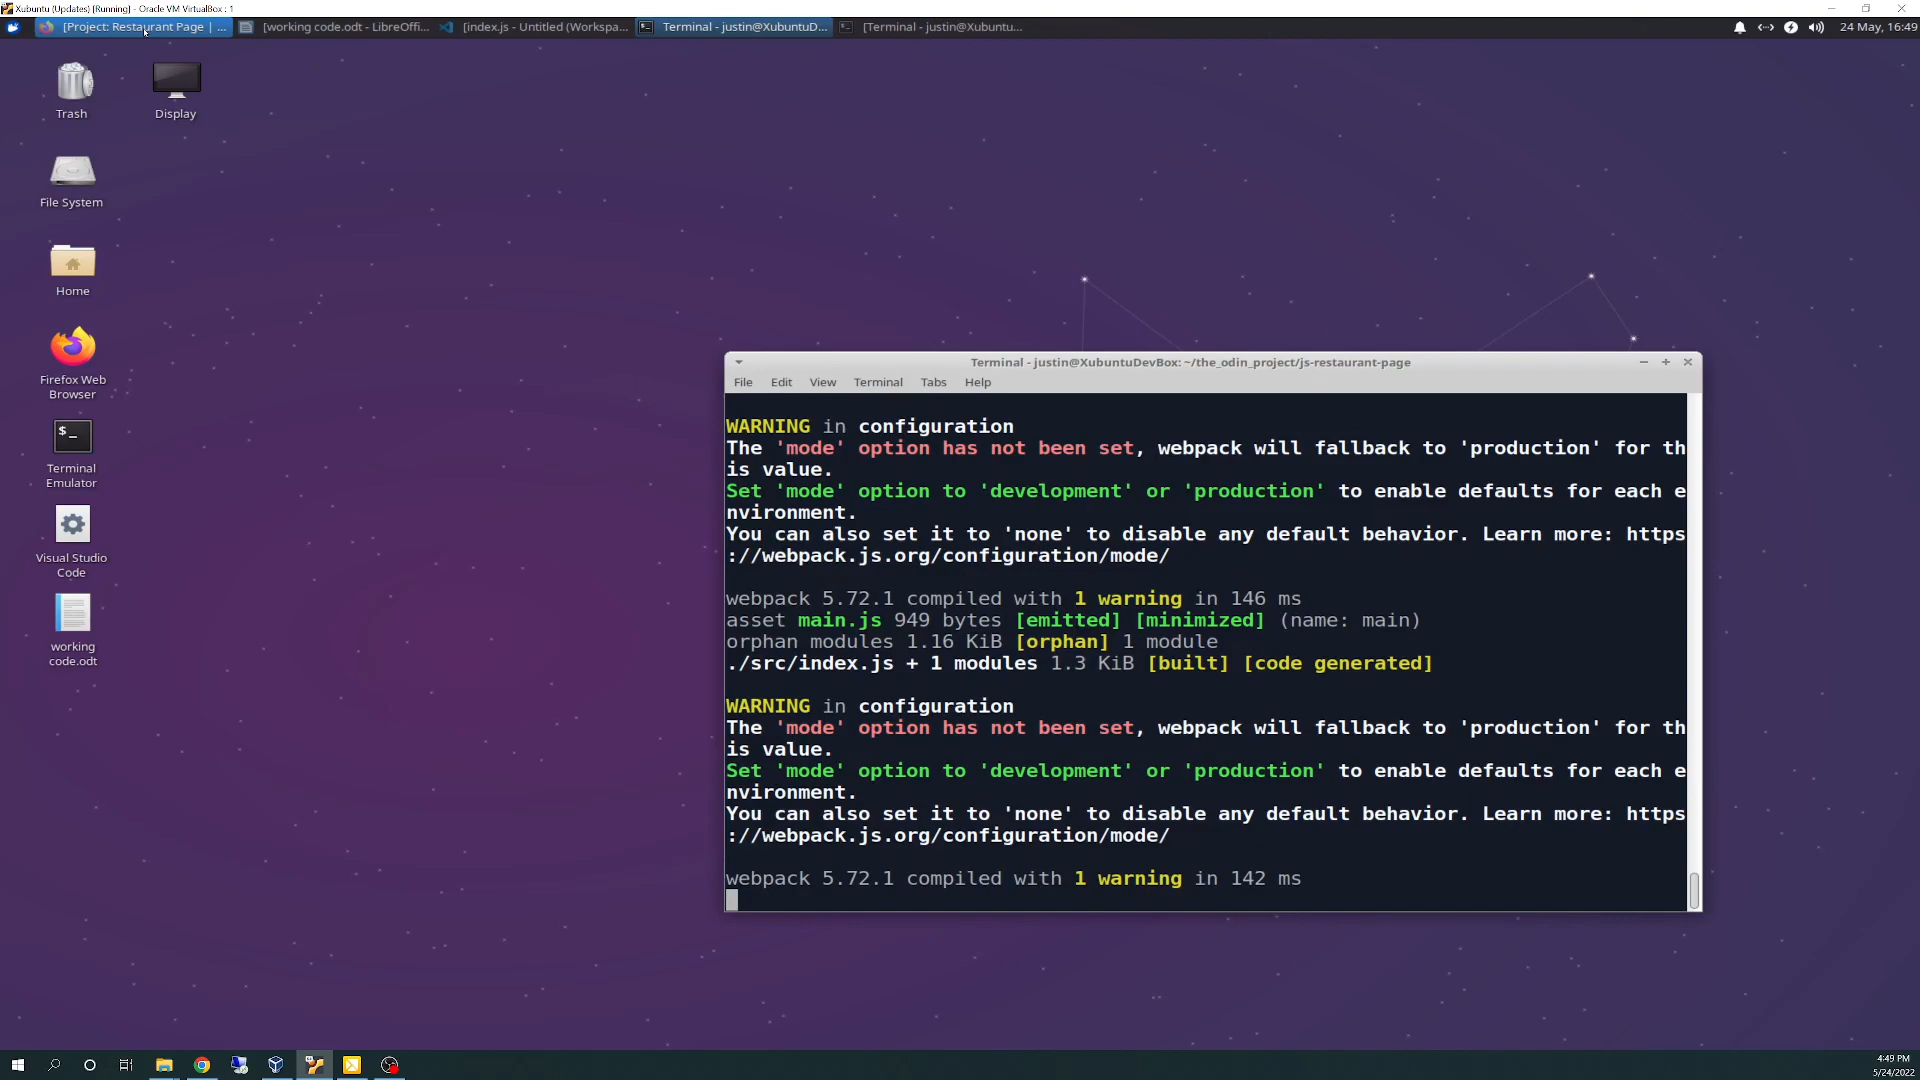 Xubuntu (Updates) [Running] - Oracle VM VirtualBox : 1
[Project: Restaurant Page | ...
[working code.odt - LibreOffi...
[index.js - Untitled (Workspa...
Terminal - justin@XubuntuD...
[Terminal - justin@Xubuntu...
24 May, 16:49
Trash
Display
File System
Home
Firefox Web
Browser
Terminal
Emulator
Visual Studio
Code
working
code.odt
Terminal - justin@XubuntuDevBox: ~/the_odin_project/js-restaurant-page
File Edit View Terminal Tabs Help
WARNING in configuration
The 'mode' option has not been set, webpack will fallback to 'production' for th
is value.
Set 'mode' option to 'development' or 'production' to enable defaults for each e
nvironment.
You can also set it to 'none' to disable any default behavior. Learn more: https
://webpack.js.org/configuration/mode/
webpack 5.72.1 compiled with 1 warning in 146 ms
asset main.js 949 bytes [emitted] [minimized] (name: main)
orphan modules 1.16 KiB [orphan] 1 module
./src/index.js + 1 modules 1.3 KiB [built] [code generated]
WARNING in configuration
The 'mode' option has not been set, webpack will fallback to 'production' for th
is value.
Set 'mode' option to 'development' or 'production' to enable defaults for each e
nvironment.
You can also set it to 'none' to disable any default behavior. Learn more: https
://webpack.js.org/configuration/mode/
webpack 5.72.1 compiled with 1 warning in 142 ms
4:49 PM
5/24/2022